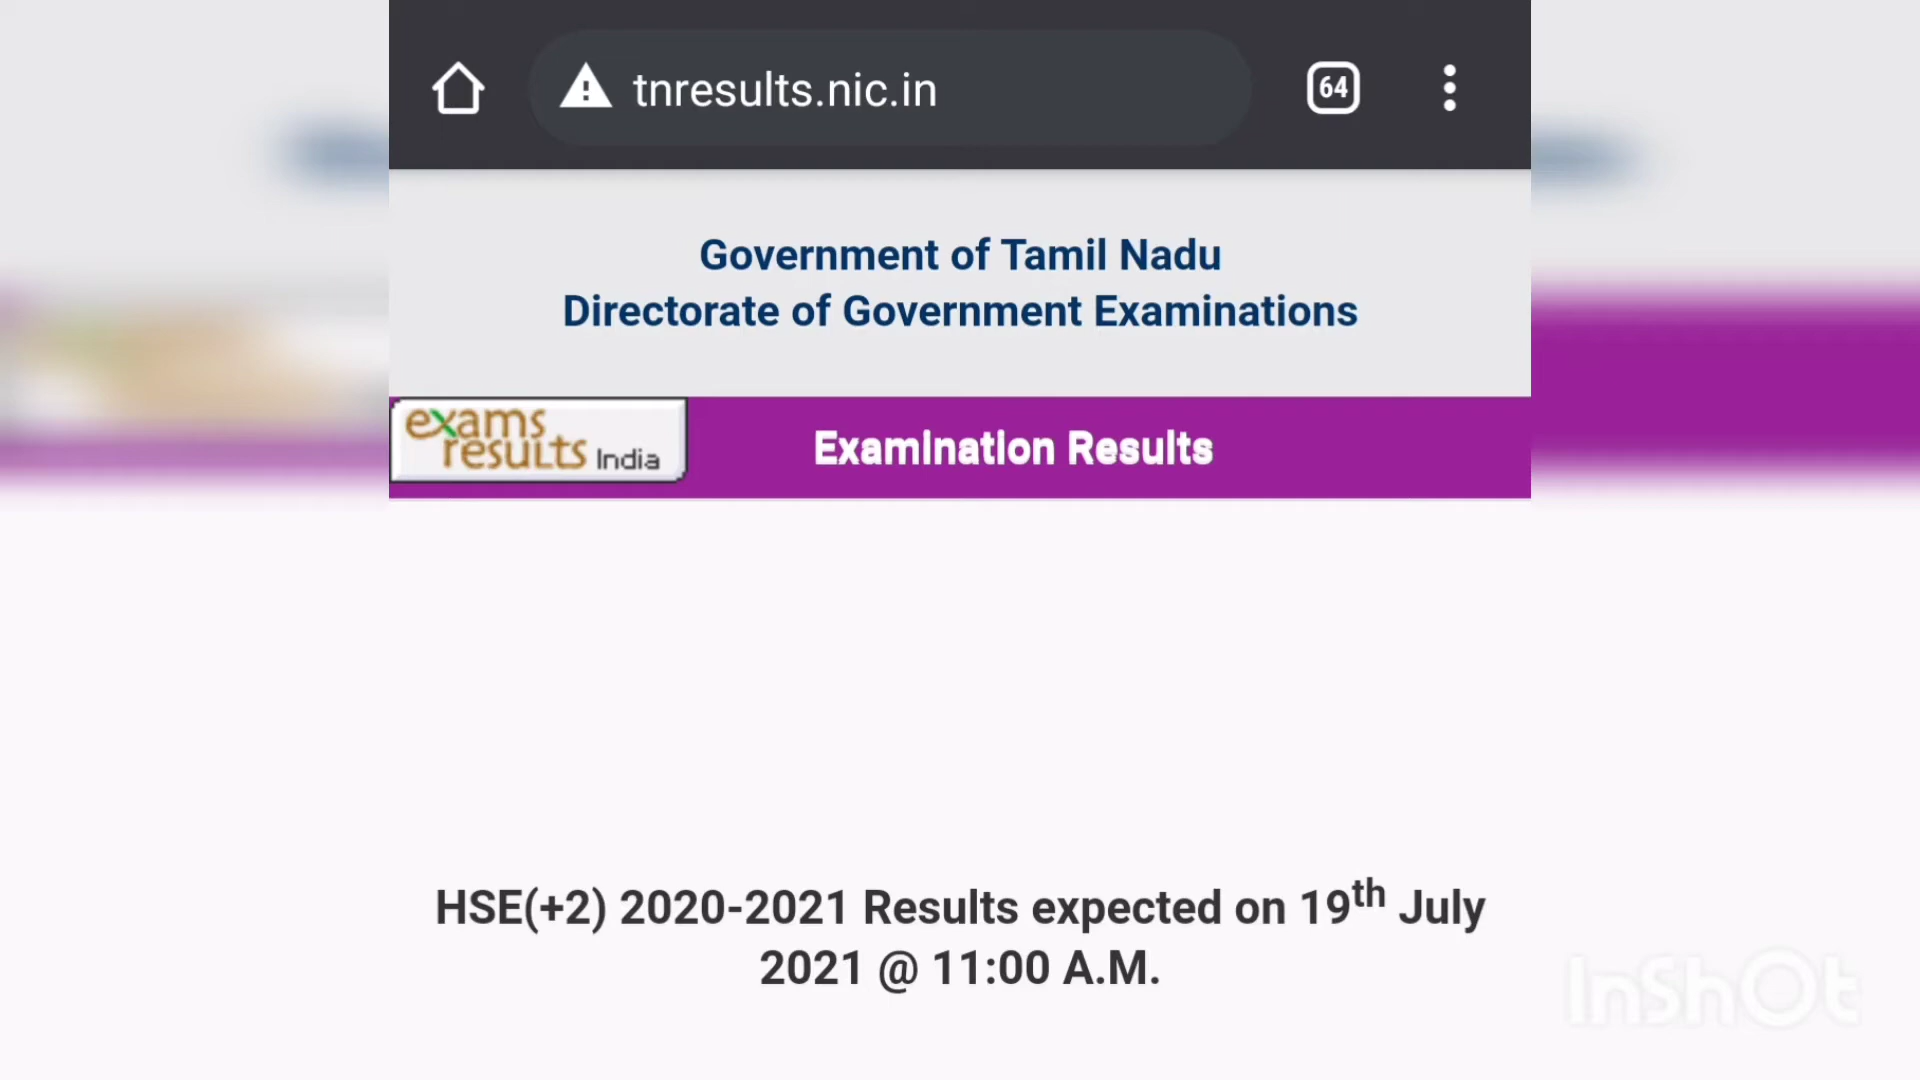 tnresults.nic.in
64
Government of Tamil Nadu
Directorate of Government Examinations
exams
results India
Examination Results
HSE(+2) 2020-2021 Results expected on 19th July
2021 @ 11:00 A.M.
InShOt